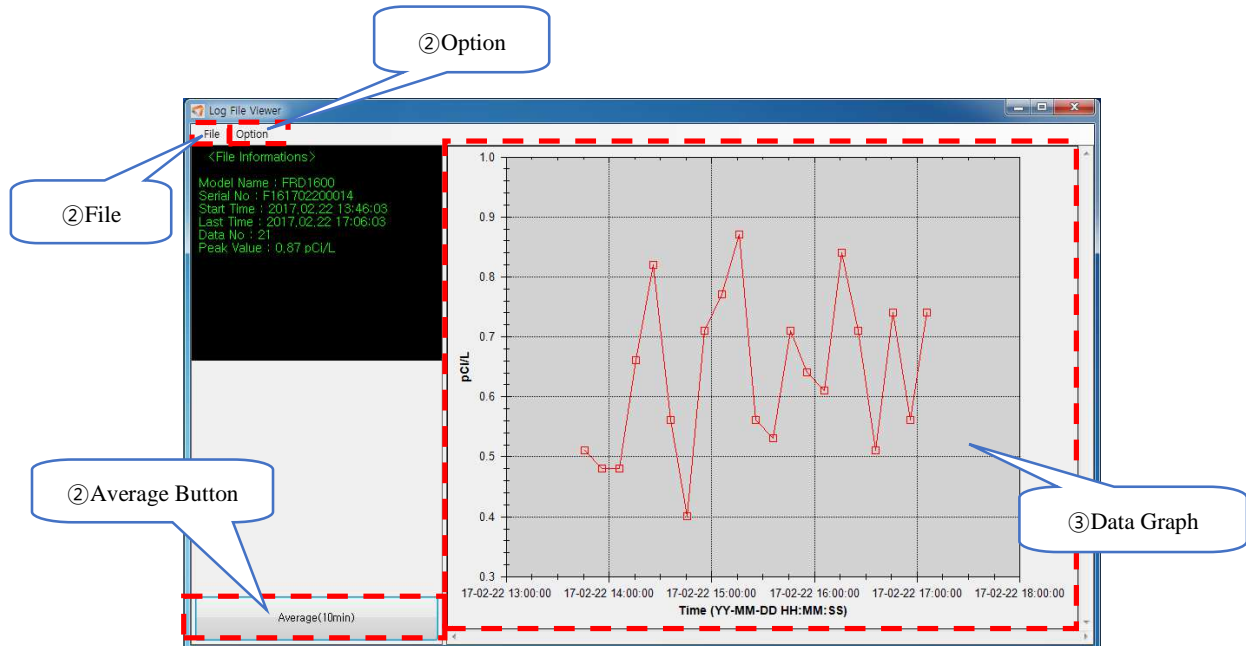 ②Option
Log File Viewer
File Option
②File
<File Informations>
Model Name : FRD1600
Serial No : F161702200014
Start Time : 2017,02,22 13:46:03
Last Time : 2017,02,22 17:06:03
Data No : 21
Peak Value : 0,87 pCi/L
②Average Button
Average(10min)
1.0
0.9
0.8
0.7
0.6
0.5
0.4
0.3
pCi/L
17-02-22 13:00:00 17-02-22 14:00:00 17-02-22 15:00:00 17-02-22 16:00:00 17-02-22 17:00:00 17-02-22 18:00:00
Time (YY-MM-DD HH:MM:SS)
③Data Graph